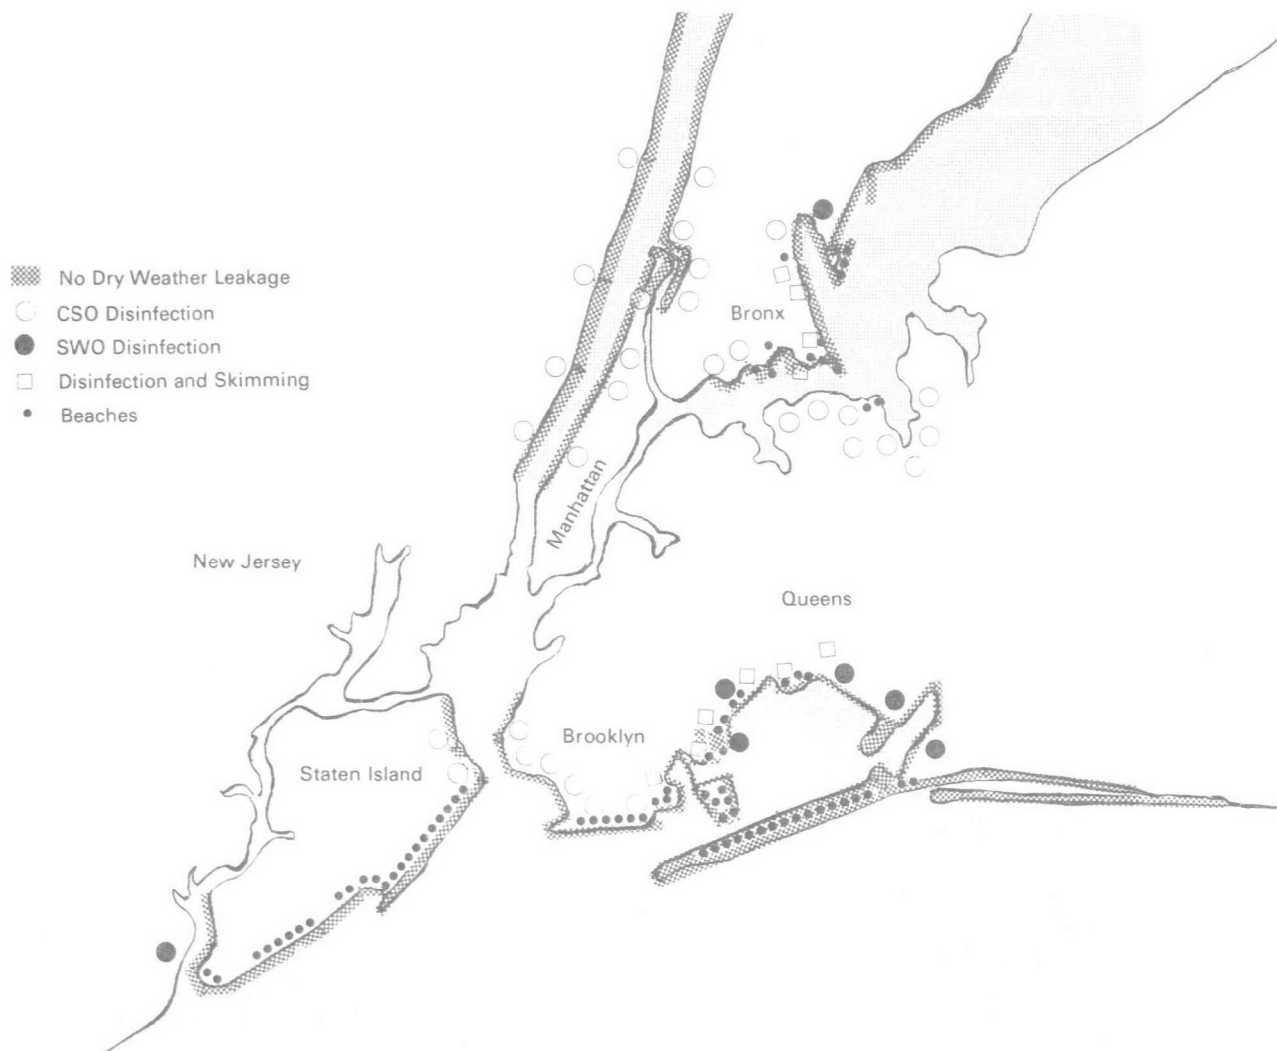 No Dry Weather Leakage
CSO Disinfection
SWO Disinfection
Disinfection and Skimming
Beaches
Bronx
Manhattan
New Jersey
Queens
Brooklyn
Staten Island